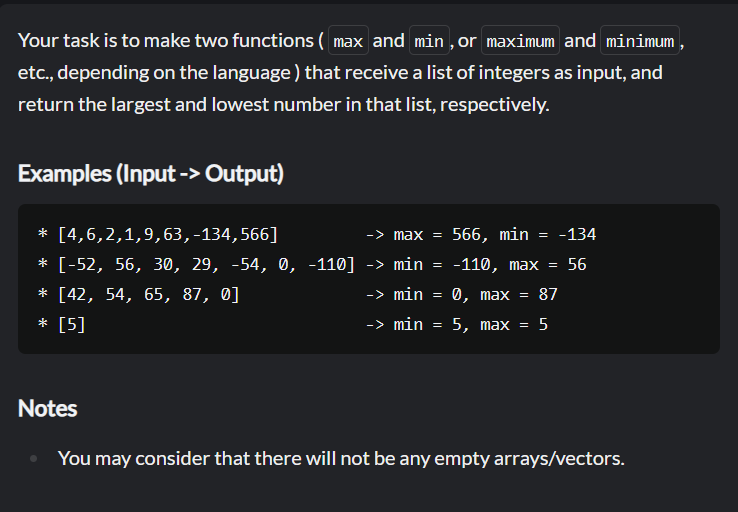 Your task is to make two functions ( max and min , or maximum and minimum ,
etc., depending on the language ) that receive a list of integers as input, and
return the largest and lowest number in that list, respectively.
Examples (Input -> Output)
* [4,6,2,1,9,63,-134,566]         -> max = 566, min = -134
* [-52, 56, 30, 29, -54, 0, -110] -> min = -110, max = 56
* [42, 54, 65, 87, 0]             -> min = 0, max = 87
* [5]                             -> min = 5, max = 5
Notes
• You may consider that there will not be any empty arrays/vectors.